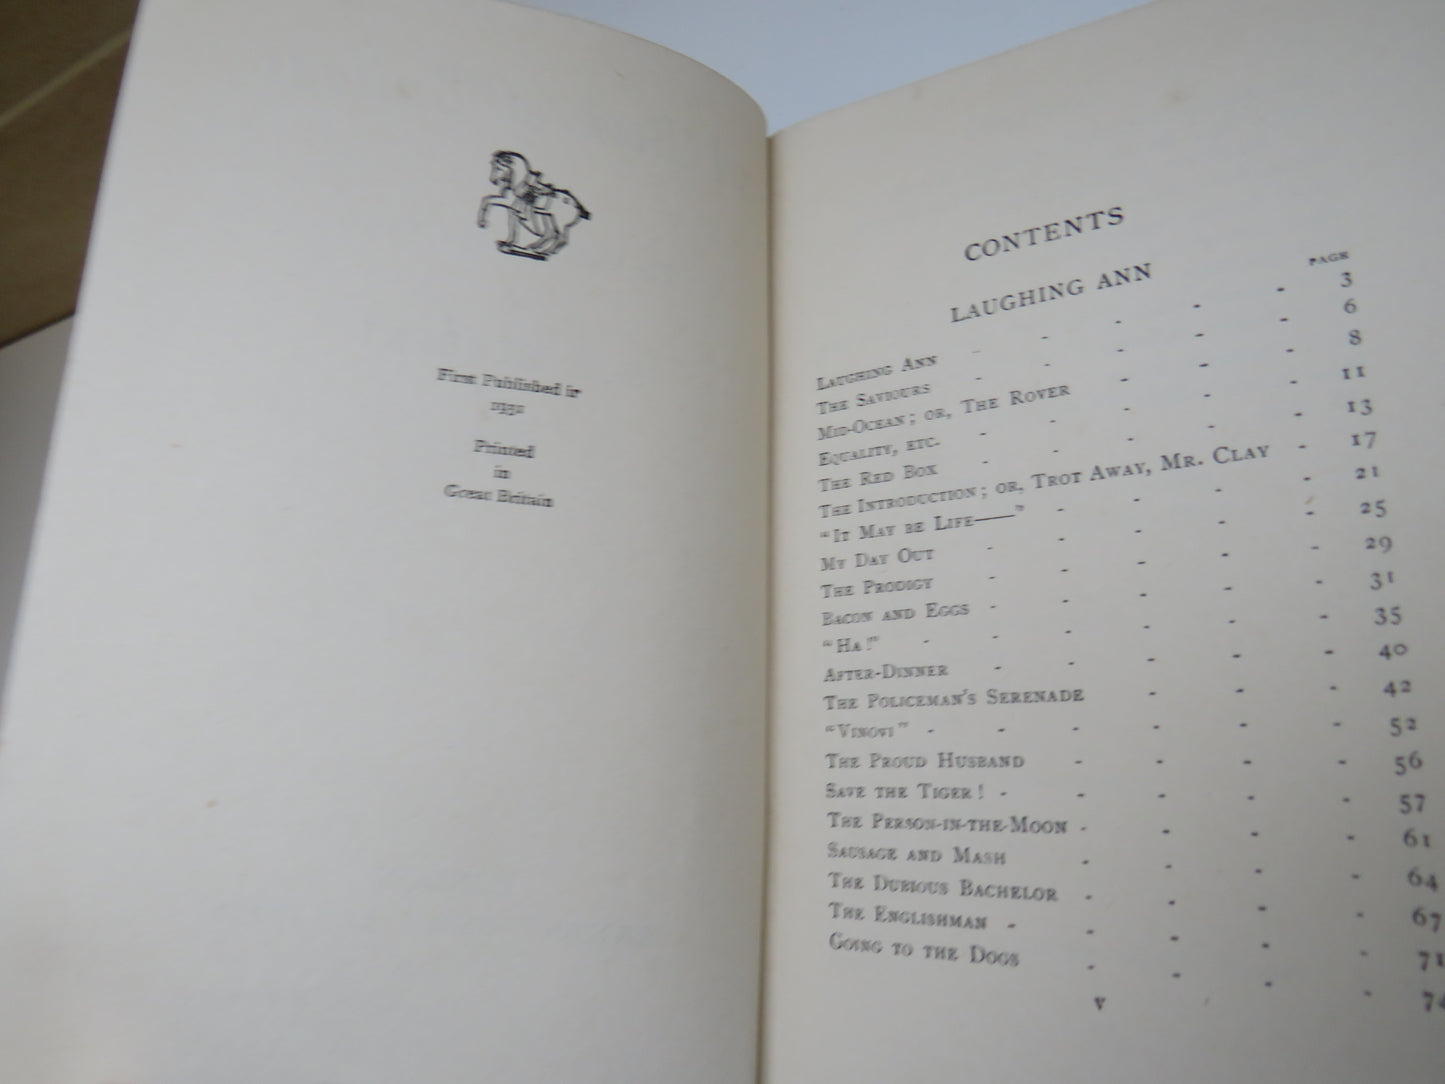 First Published in
Printed
in
Great Britain
CONTENTS
LAUGHING ANN
PAGE
LAUGHING ANN - - - - - 3
THE SAVIOURS - - - - - 6
MID-OCEAN; OR, THE ROVER - - - 8
EQUALITY, ETC. - - - - - 11
THE RED BOX - - - - - 13
THE INTRODUCTION; OR, TROT AWAY, MR. CLAY - 17
“IT MAY BE LIFE——” - - - - 21
MY DAY OUT - - - - - 25
THE PRODIGY - - - - - 29
BACON AND EGGS - - - - - 31
“HA!” - - - - - - 35
AFTER-DINNER - - - - - 40
THE POLICEMAN'S SERENADE - - - 42
“VINOVI” - - - - - - 52
THE PROUD HUSBAND - - - - 56
SAVE THE TIGER! - - - - - 57
THE PERSON-IN-THE-MOON - - - - 61
SAUSAGE AND MASH - - - - 64
THE DUBIOUS BACHELOR - - - - 67
THE ENGLISHMAN - - - - - 71
GOING TO THE DOGS - - - - 74
V